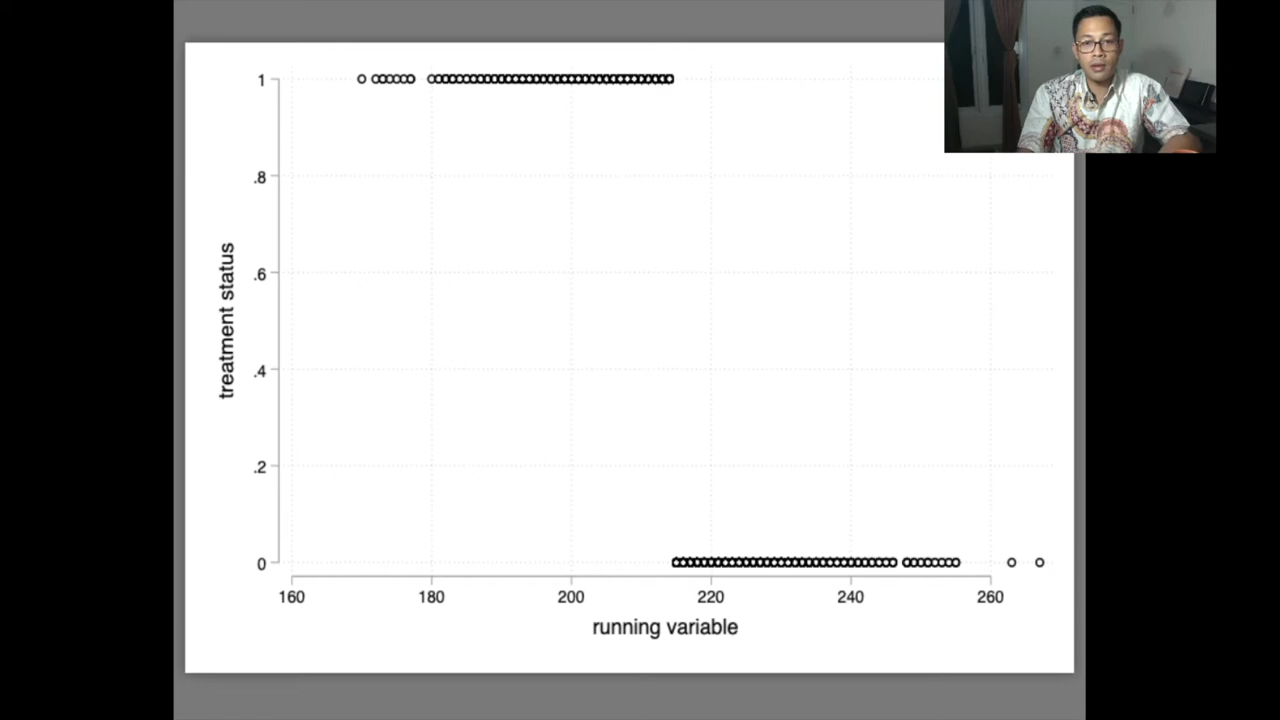 1
.8
.6
.4
.2
0
treatment status
160 180 200 220 240 260
running variable